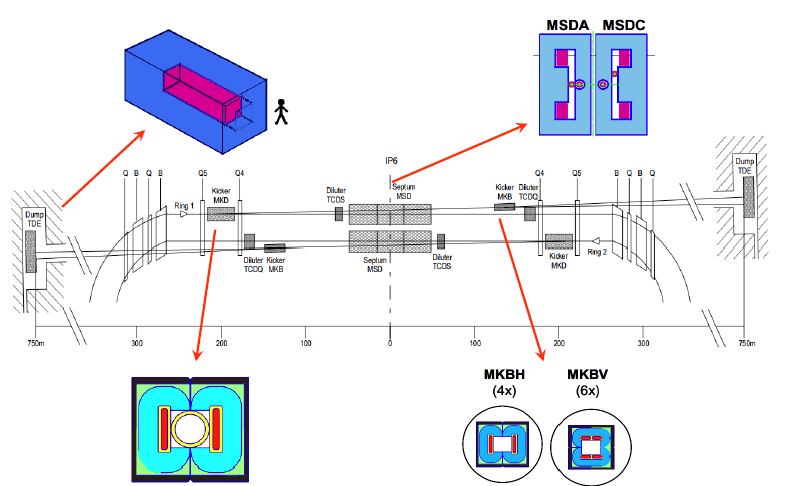 MSDA MSDC
IP6
Q B Q B Q5 Q4
Q4 Q5 B Q B Q
Kicker
MKD
Ring 1
Diluter
TCDS
Septum
MSD
Kicker
MKB
Diluter
TCDQ
Dump
TDE
Dump
TDE
Diluter
TCDQ
Kicker
MKB
Septum
MSD
Diluter
TCDS
Kicker
MKD
Ring 2
750m 300 200 100 0 100 200 300 750m
MKBH
(4x)
MKBV
(6x)